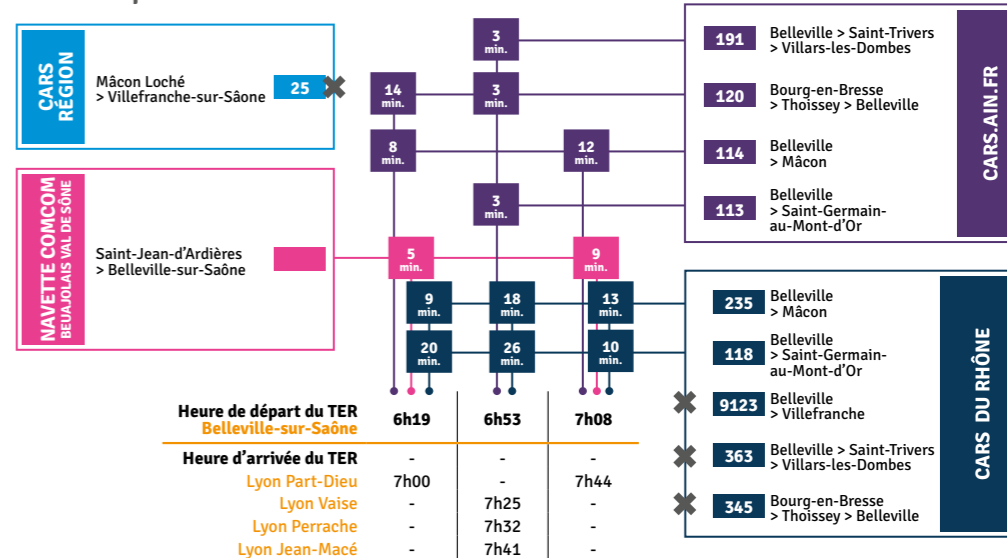 CARS
RÉGION
Mâcon Loché
> Villefranche-sur-Sâone
25
NAVETTE COMCOM
BEUAJOLAIS VAL DE SÔNE
Saint-Jean-d'Ardières
> Belleville-sur-Saône
3
min.
14
min.
3
min.
8
min.
12
min.
3
min.
5
min.
9
min.
9
min.
18
min.
13
min.
20
min.
26
min.
10
min.
191
Belleville > Saint-Trivers
> Villars-les-Dombes
120
Bourg-en-Bresse
> Thoissey > Belleville
114
Belleville
> Mâcon
113
Belleville
> Saint-Germain-
au-Mont-d'Or
CARS.AIN.FR
235
Belleville
> Mâcon
118
Belleville
> Saint-Germain-
au-Mont-d'Or
9123
Belleville
> Villefranche
363
Belleville > Saint-Trivers
> Villars-les-Dombes
345
Bourg-en-Bresse
> Thoissey > Belleville
CARS DU RHÔNE
Heure de départ du TER
Belleville-sur-Saône
6h19 6h53 7h08
Heure d'arrivée du TER - - -
Lyon Part-Dieu 7h00 - 7h44
Lyon Vaise - 7h25 -
Lyon Perrache - 7h32 -
Lyon Jean-Macé - 7h41 -